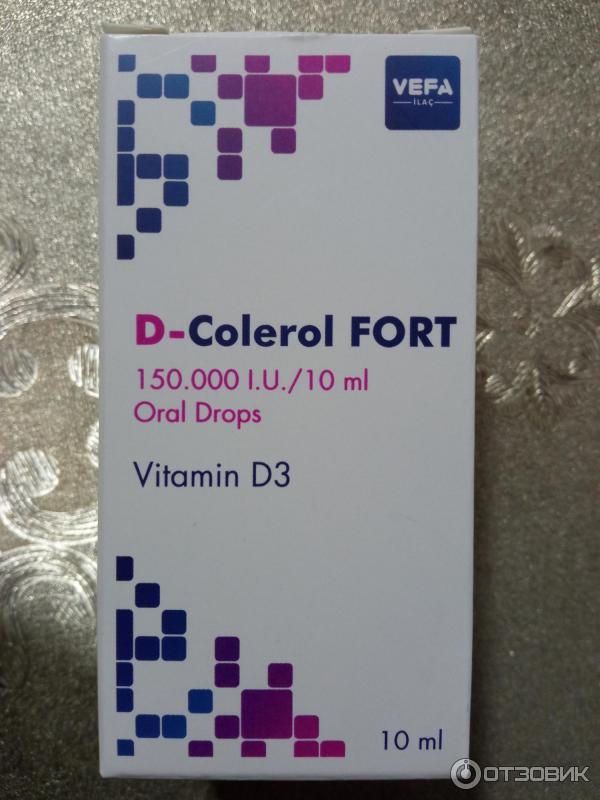 VEFA
İLAÇ
D-Colerol FORT
150.000 I.U./10 ml
Oral Drops
Vitamin D3
10 ml
ОТЗОВИК